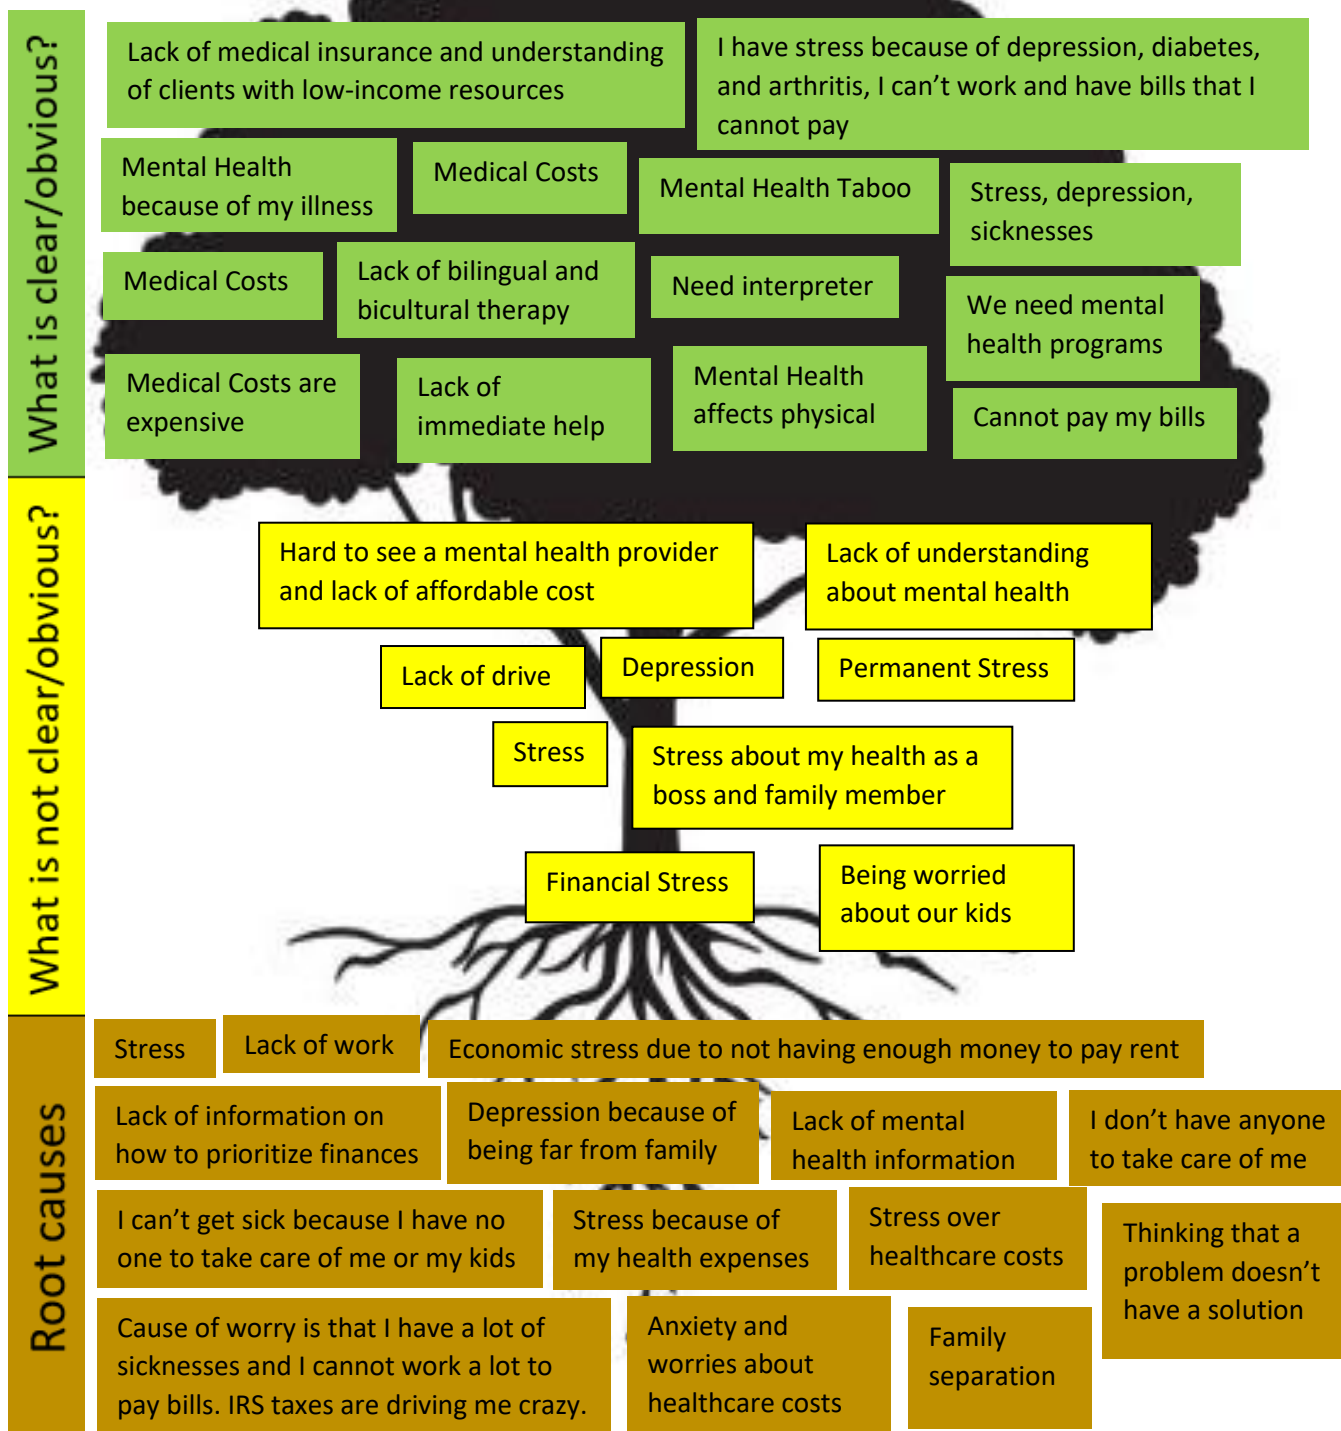 What is clear/obvious?
Lack of medical insurance and understanding
of clients with low-income resources
I have stress because of depression, diabetes,
and arthritis, I can’t work and have bills that I
cannot pay
Mental Health
because of my illness
Medical Costs
Mental Health Taboo
Stress, depression,
sicknesses
Medical Costs
Lack of bilingual and
bicultural therapy
Need interpreter
We need mental
health programs
Medical Costs are
expensive
Lack of
immediate help
Mental Health
affects physical
Cannot pay my bills
What is not clear/obvious?
Hard to see a mental health provider
and lack of affordable cost
Lack of understanding
about mental health
Lack of drive
Depression
Permanent Stress
Stress
Stress about my health as a
boss and family member
Financial Stress
Being worried
about our kids
Root causes
Stress
Lack of work
Economic stress due to not having enough money to pay rent
Lack of information on
how to prioritize finances
Depression because of
being far from family
Lack of mental
health information
I don’t have anyone
to take care of me
I can’t get sick because I have no
one to take care of me or my kids
Stress because of
my health expenses
Stress over
healthcare costs
Thinking that a
problem doesn’t
have a solution
Cause of worry is that I have a lot of
sicknesses and I cannot work a lot to
pay bills. IRS taxes are driving me crazy.
Anxiety and
worries about
healthcare costs
Family
separation